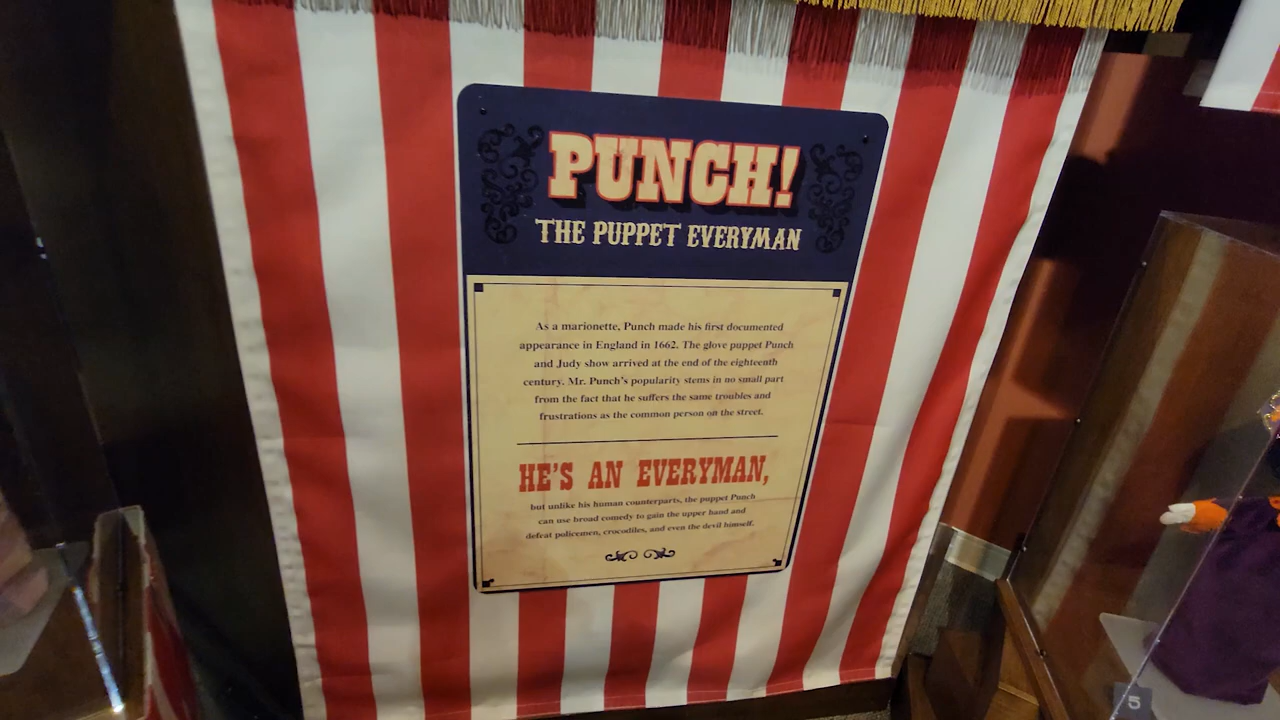 PUNCH!
THE PUPPET EVERYMAN
As a marionette, Punch made his first documented
appearance in England in 1662. The glove puppet Punch
and Judy show arrived at the end of the eighteenth
century. Mr. Punch's popularity stems in no small part
from the fact that he suffers the same troubles and
frustrations as the common person on the street.
HE'S AN EVERYMAN,
but unlike his human counterparts, the puppet Punch
can use broad comedy to gain the upper hand and
defeat policemen, crocodiles, and even the devil himself.
5